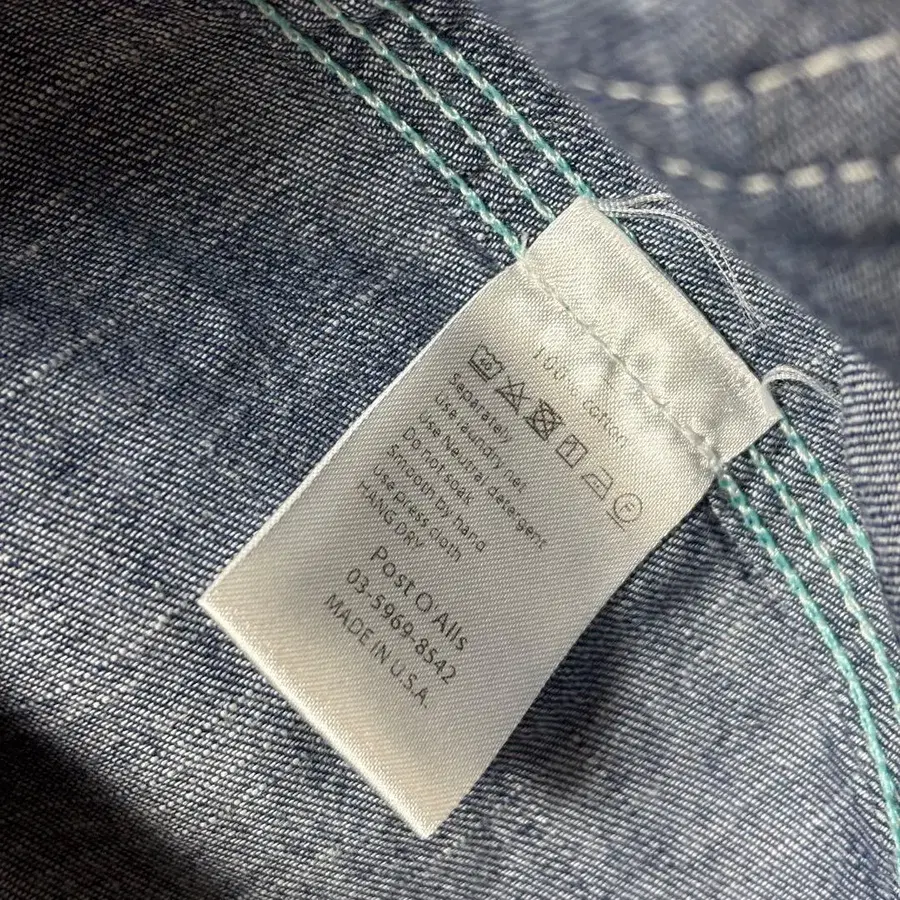 100% cotton
Separately
use laundry net
Use Neutral detergent
Do not soak
Smooth by hand
use Press cloth
HANG DRY
Post O'Alls
03-5969-8542
MADE IN U.S.A.